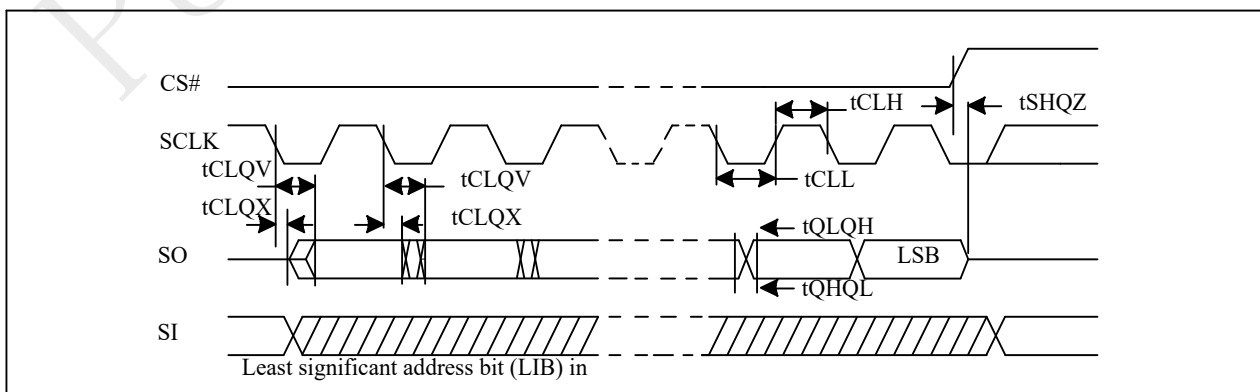 CS#
tCLH
tSHQZ
SCLK
tCLQV
tCLQV
tCLL
tCLQX
tCLQX
tQLQH
SO
LSB
tQHQL
SI
Least significant address bit (LIB) in